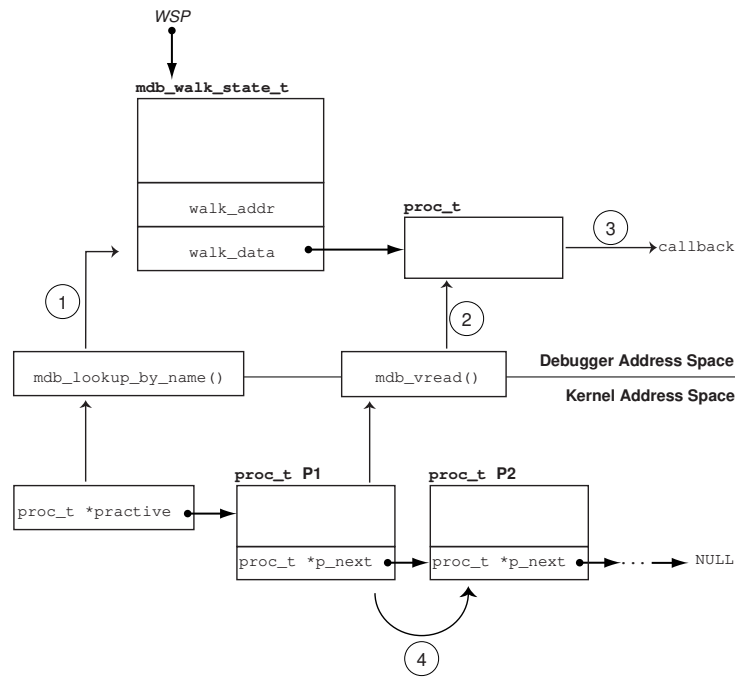 WSP
mdb_walk_state_t
walk_addr
walk_data
proc_t
3
callback
1
2
mdb_lookup_by_name()
mdb_vread()
Debugger Address Space
Kernel Address Space
proc_t P1
proc_t P2
proc_t *practive
proc_t *p_next
proc_t *p_next
...
NULL
4